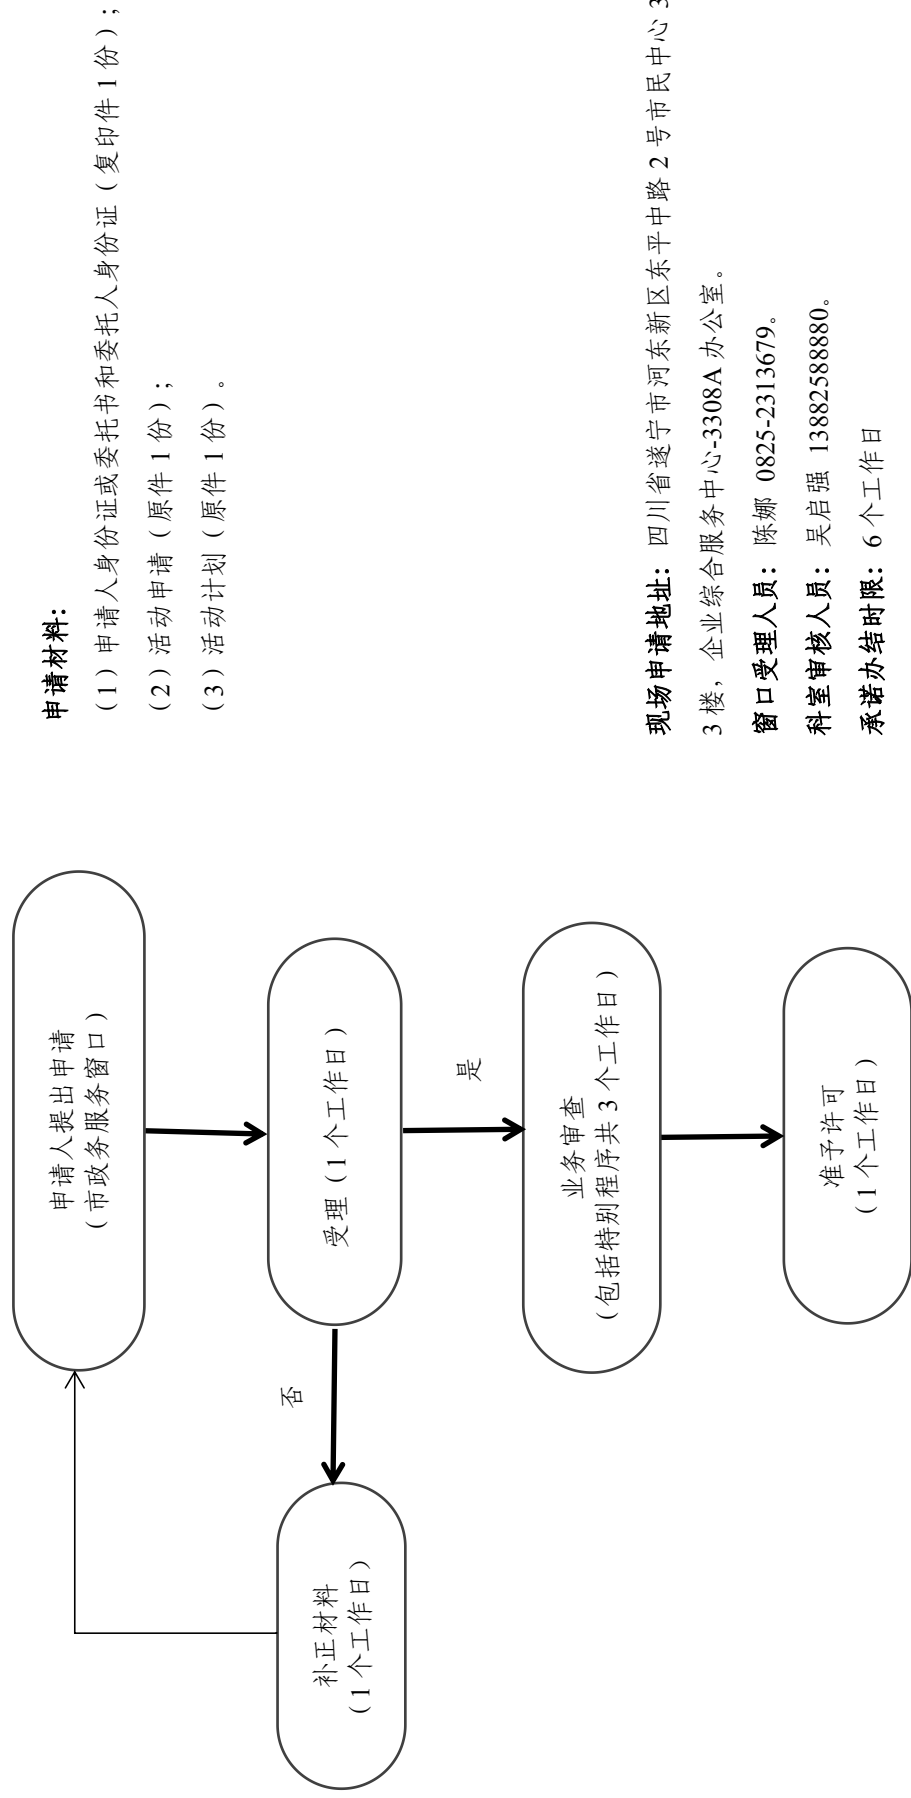 申请人提出申请
（市政务服务窗口）
受理（1 个工作日）
否
补正材料
（1 个工作日）
是
业务审查
（包括特别程序共 3 个工作日）
准予许可
（1 个工作日）
申请材料：
（1）申请人身份证或委托书和委托人身份证（复印件 1 份）；
（2）活动申请（原件 1 份）；
（3）活动计划（原件 1 份）。
现场申请地址：四川省遂宁市河东新区东平中路 2 号市民中心 3
3 楼，企业综合服务中心-3308A 办公室。
窗口受理人员：陈娜 0825-2313679。
科室审核人员：吴启强 13882588880。
承诺办结时限：6 个工作日